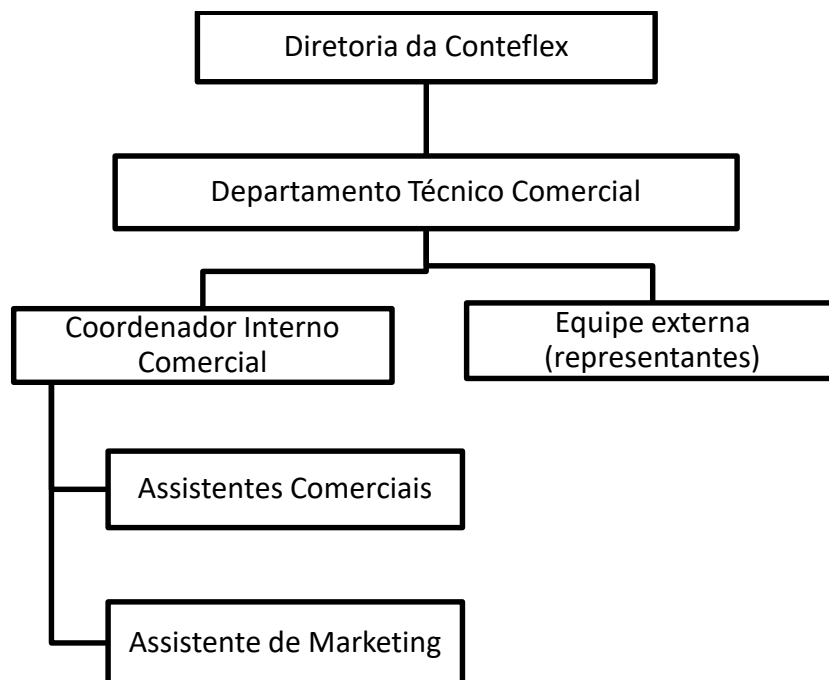 Diretoria da Conteflex
Departamento Técnico Comercial
Coordenador Interno
Comercial
Equipe externa
(representantes)
Assistentes Comerciais
Assistente de Marketing